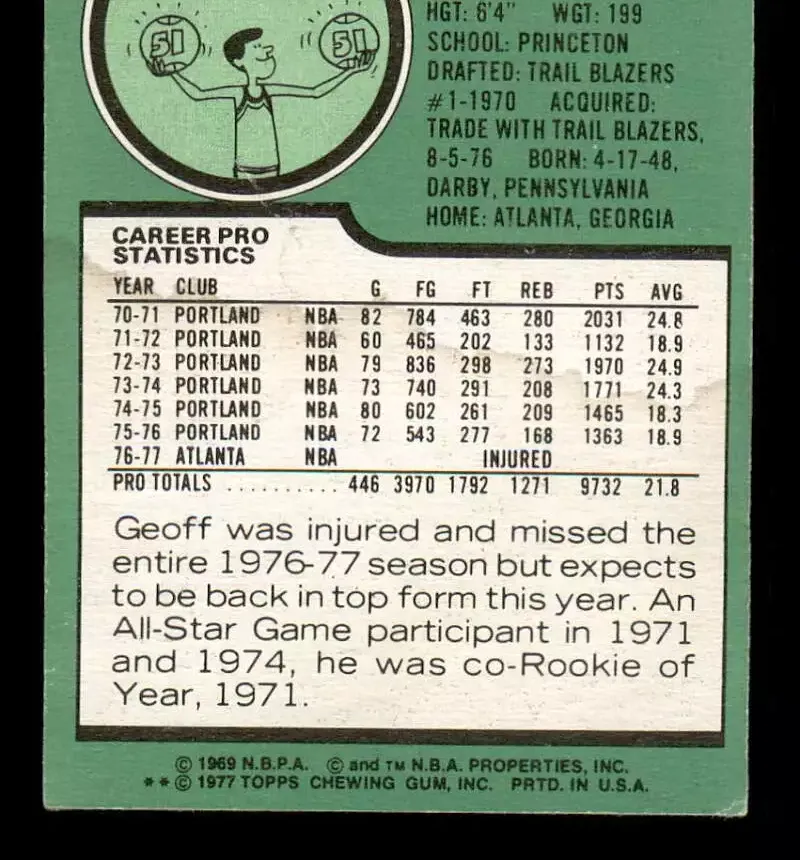 51 51
HGT: 6'4" WGT: 199
SCHOOL: PRINCETON
DRAFTED: TRAIL BLAZERS
#1-1970 ACQUIRED:
TRADE WITH TRAIL BLAZERS,
8-5-76 BORN: 4-17-48,
DARBY, PENNSYLVANIA
HOME: ATLANTA, GEORGIA
CAREER PRO
STATISTICS
YEAR CLUB G FG FT REB PTS AVG
70-71 PORTLAND NBA 82 784 463 280 2031 24.8
71-72 PORTLAND NBA 60 465 202 133 1132 18.9
72-73 PORTLAND NBA 79 836 298 273 1970 24.9
73-74 PORTLAND NBA 73 740 291 208 1771 24.3
74-75 PORTLAND NBA 80 602 261 209 1465 18.3
75-76 PORTLAND NBA 72 543 277 168 1363 18.9
76-77 ATLANTA NBA INJURED
PRO TOTALS .......... 446 3970 1792 1271 9732 21.8
Geoff was injured and missed the
entire 1976-77 season but expects
to be back in top form this year. An
All-Star Game participant in 1971
and 1974, he was co-Rookie of
Year, 1971.
© 1969 N.B.P.A. © and TM N.B.A. PROPERTIES, INC.
**© 1977 TOPPS CHEWING GUM, INC. PRTD. IN U.S.A.